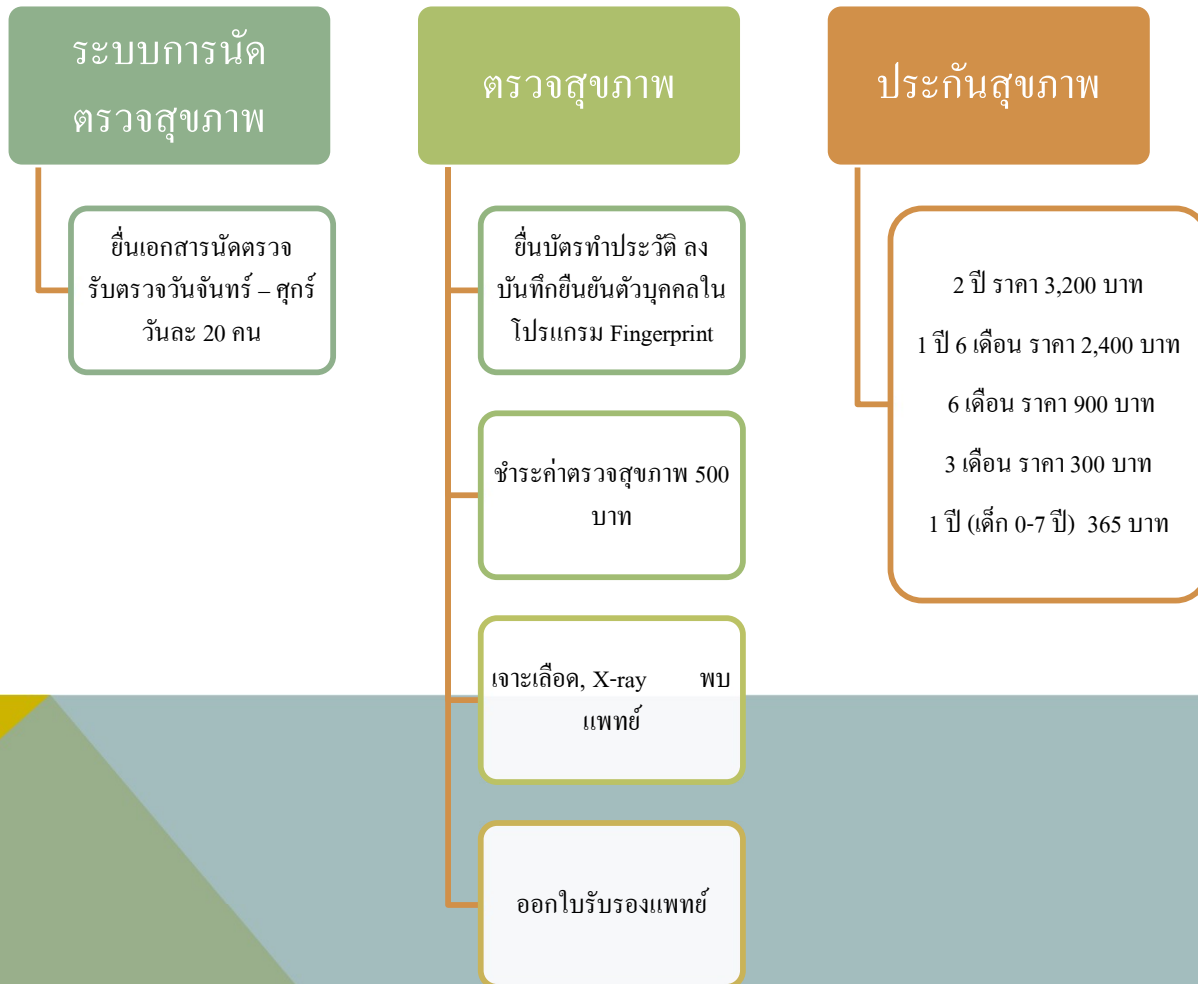 ระบบการนัด
ตรวจสุขภาพ
ยื่นเอกสารนัดตรวจ
รับตรวจวันจันทร์ – ศุกร์
วันละ 20 คน
ตรวจสุขภาพ
ยื่นบัตรทำประวัติ ลง
บันทึกยืนยันตัวบุคคลใน
โปรแกรม Fingerprint
ชำระค่าตรวจสุขภาพ 500
บาท
เจาะเลือด, X-ray พบ
แพทย์
ออกใบรับรองแพทย์
ประกันสุขภาพ
2 ปี ราคา 3,200 บาท
1 ปี 6 เดือน ราคา 2,400 บาท
6 เดือน ราคา 900 บาท
3 เดือน ราคา 300 บาท
1 ปี (เด็ก 0-7 ปี) 365 บาท